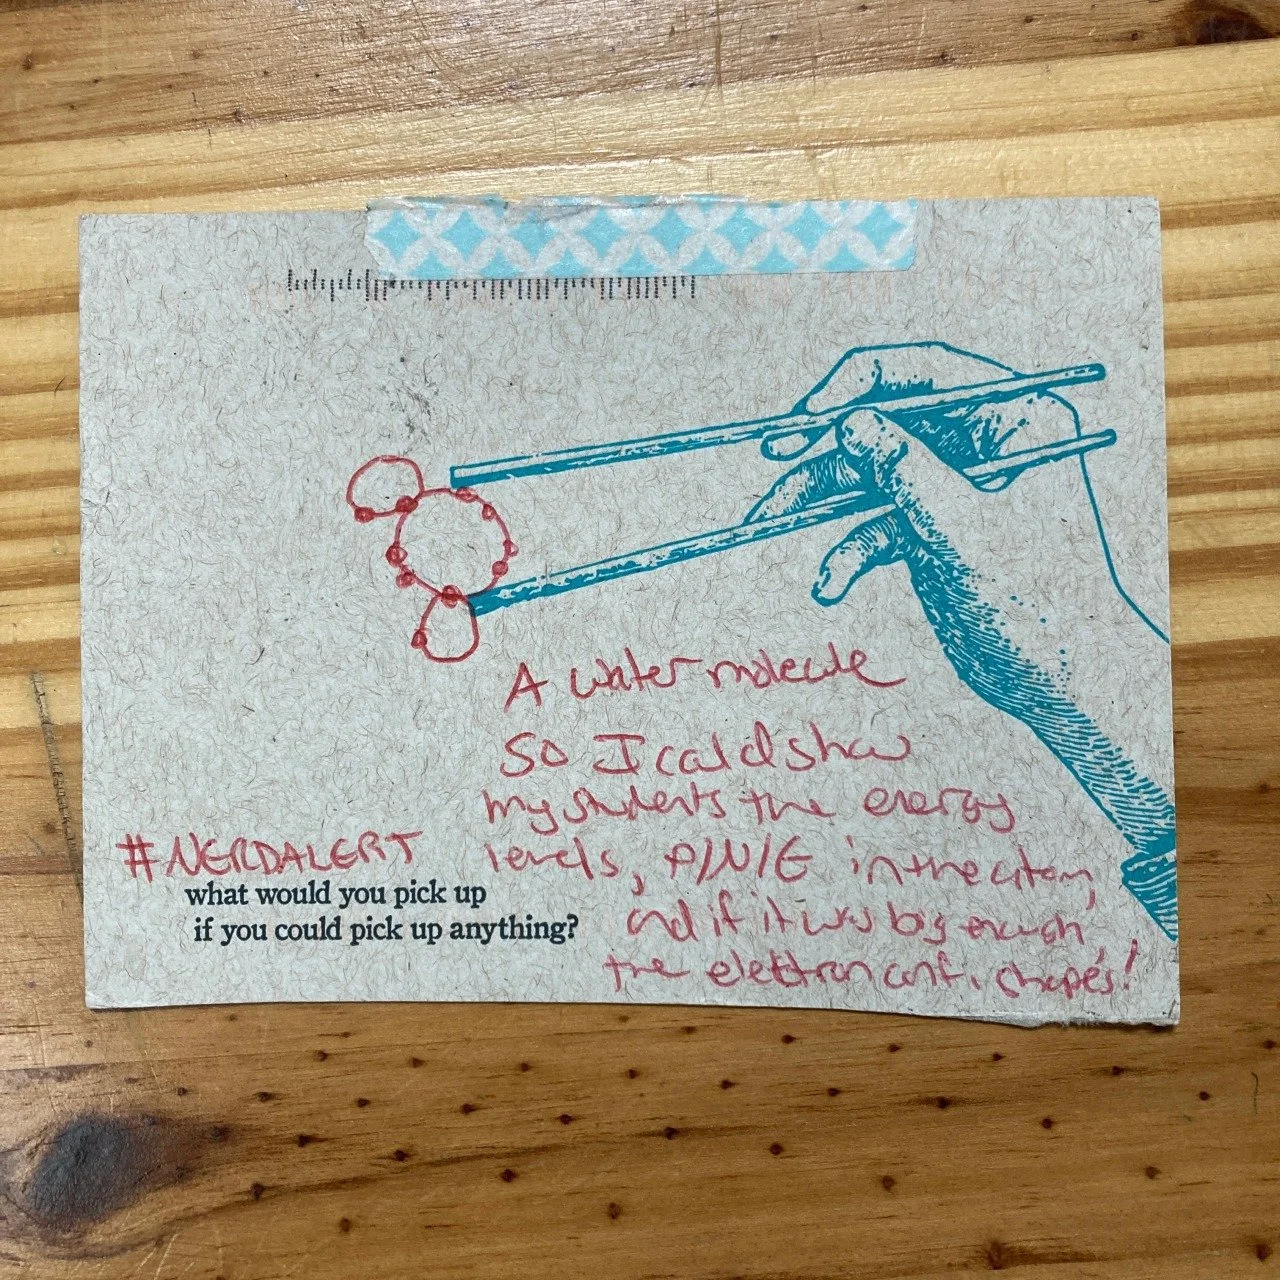 A water molecule
So I could show
my students the energy
levels, P/N/E in the atom,
and if it was big enough,
the elektron conf. shapes!
#NERDALERT
what would you pick up
if you could pick up anything?